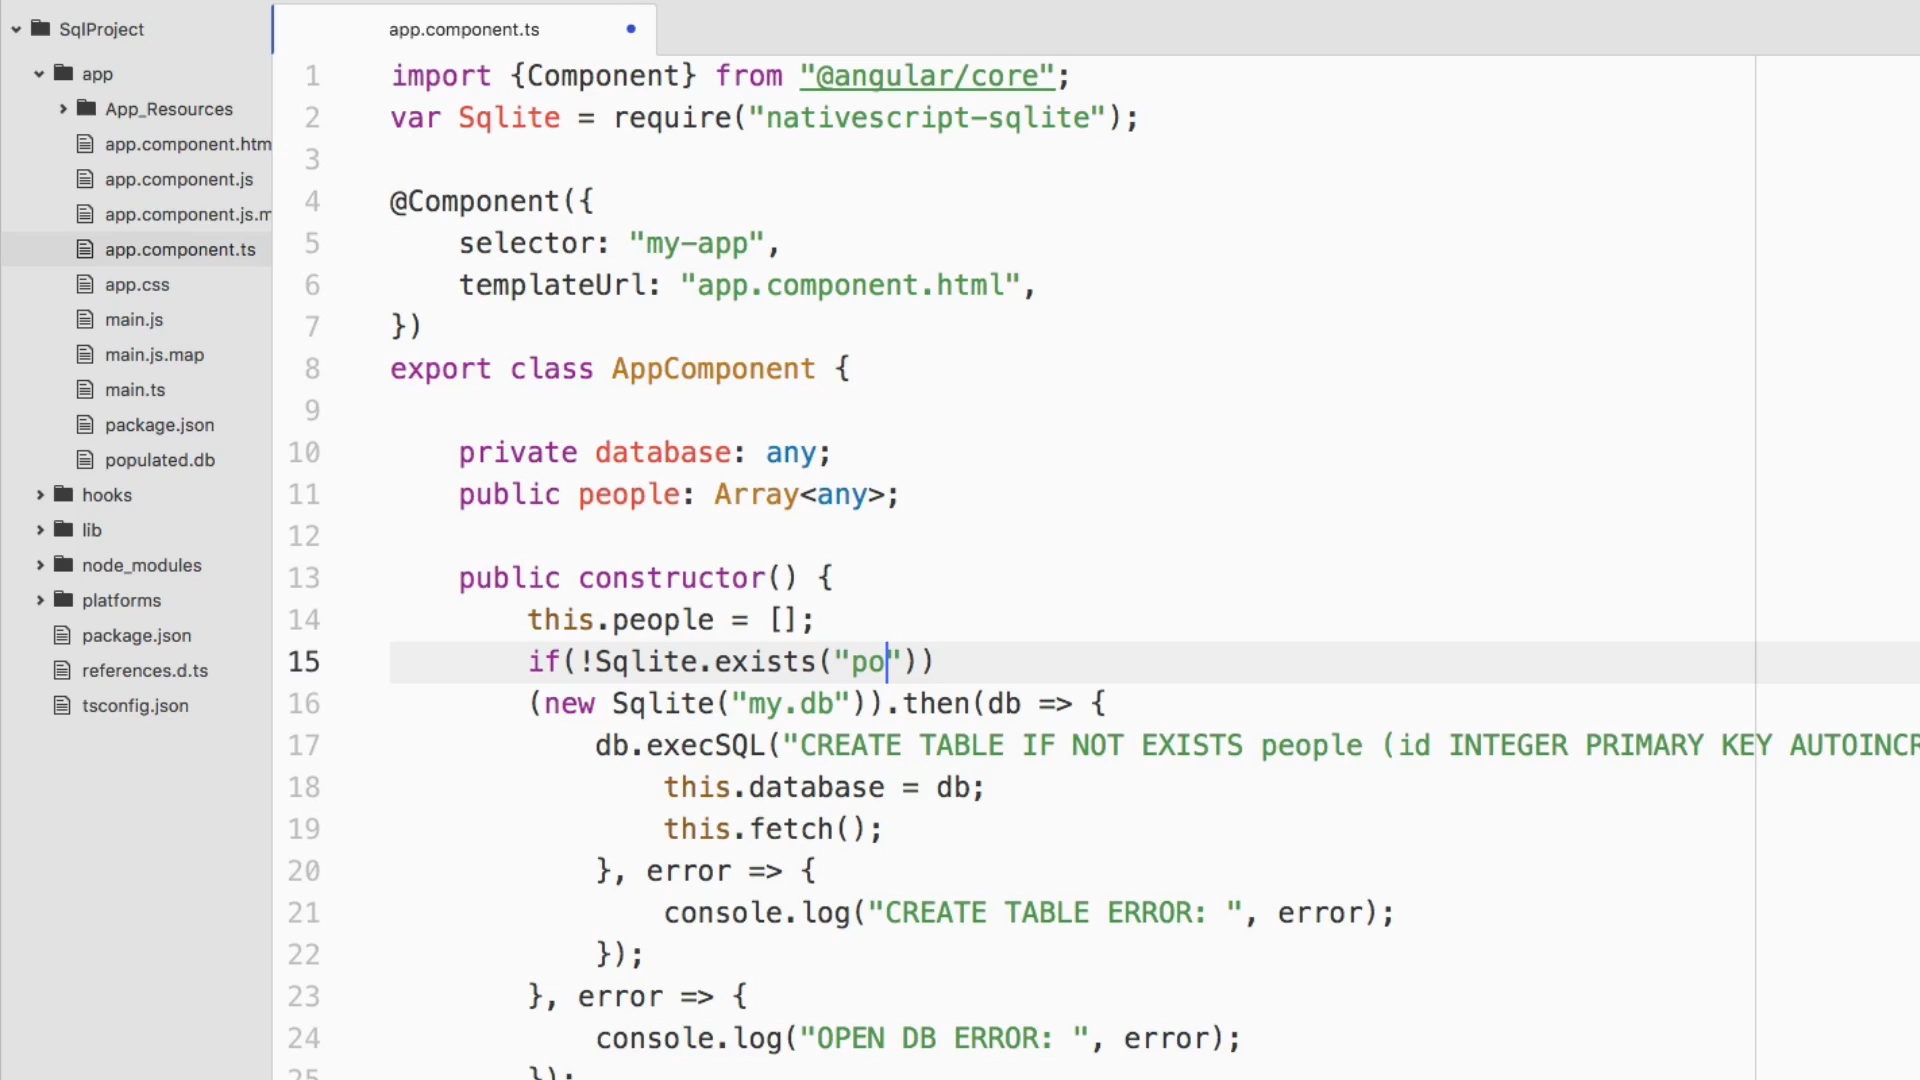 SqlProject
app
App_Resources
app.component.htm
app.component.js
app.component.js.m
app.component.ts
app.css
main.js
main.js.map
main.ts
package.json
populated.db
hooks
lib
node_modules
platforms
package.json
references.d.ts
tsconfig.json
app.component.ts
1 import {Component} from "@angular/core";
2 var Sqlite = require("nativescript-sqlite");
3
4 @Component({
5 selector: "my-app",
6 templateUrl: "app.component.html",
7 })
8 export class AppComponent {
9
10 private database: any;
11 public people: Array<any>;
12
13 public constructor() {
14 this.people = [];
15 if(!Sqlite.exists("po"))
16 (new Sqlite("my.db")).then(db => {
17 db.execSQL("CREATE TABLE IF NOT EXISTS people (id INTEGER PRIMARY KEY AUTOINCR
18 this.database = db;
19 this.fetch();
20 }, error => {
21 console.log("CREATE TABLE ERROR: ", error);
22 });
23 }, error => {
24 console.log("OPEN DB ERROR: ", error);
25 });